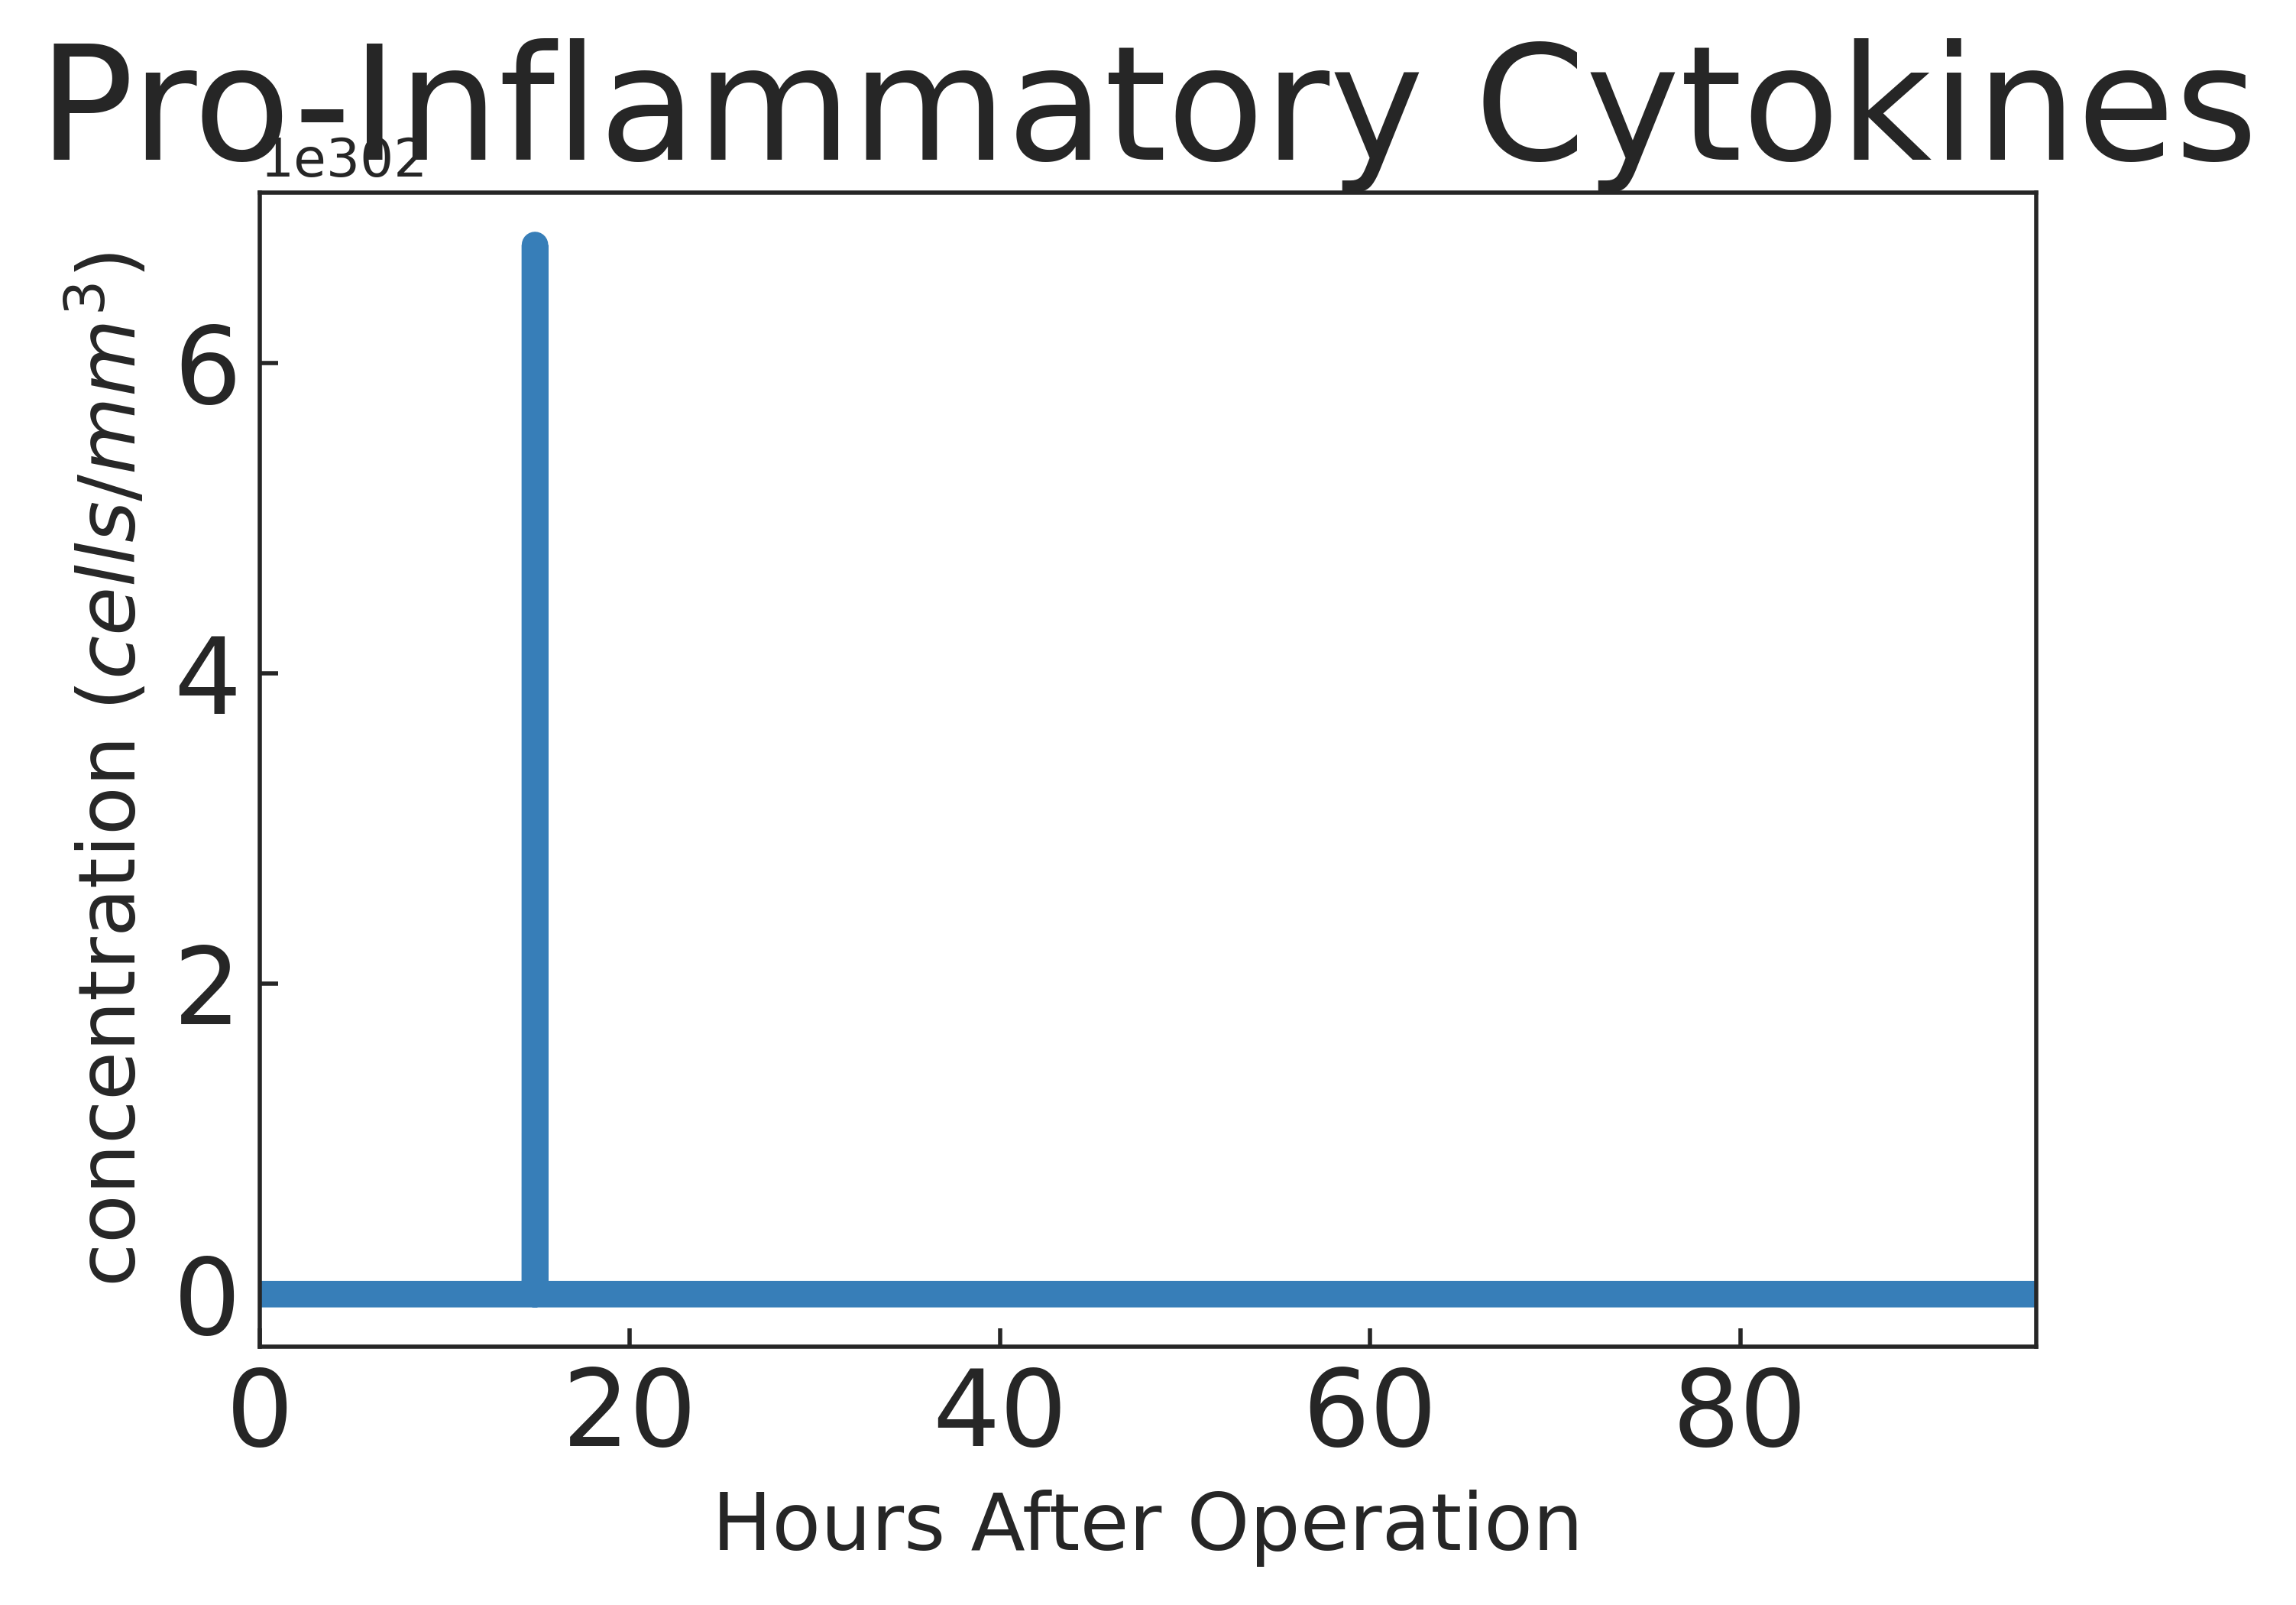 Pro-Inflammatory Cytokines
1e302
concentration (cells/mm³)
6
4
2
0
0 20 40 60 80
Hours After Operation